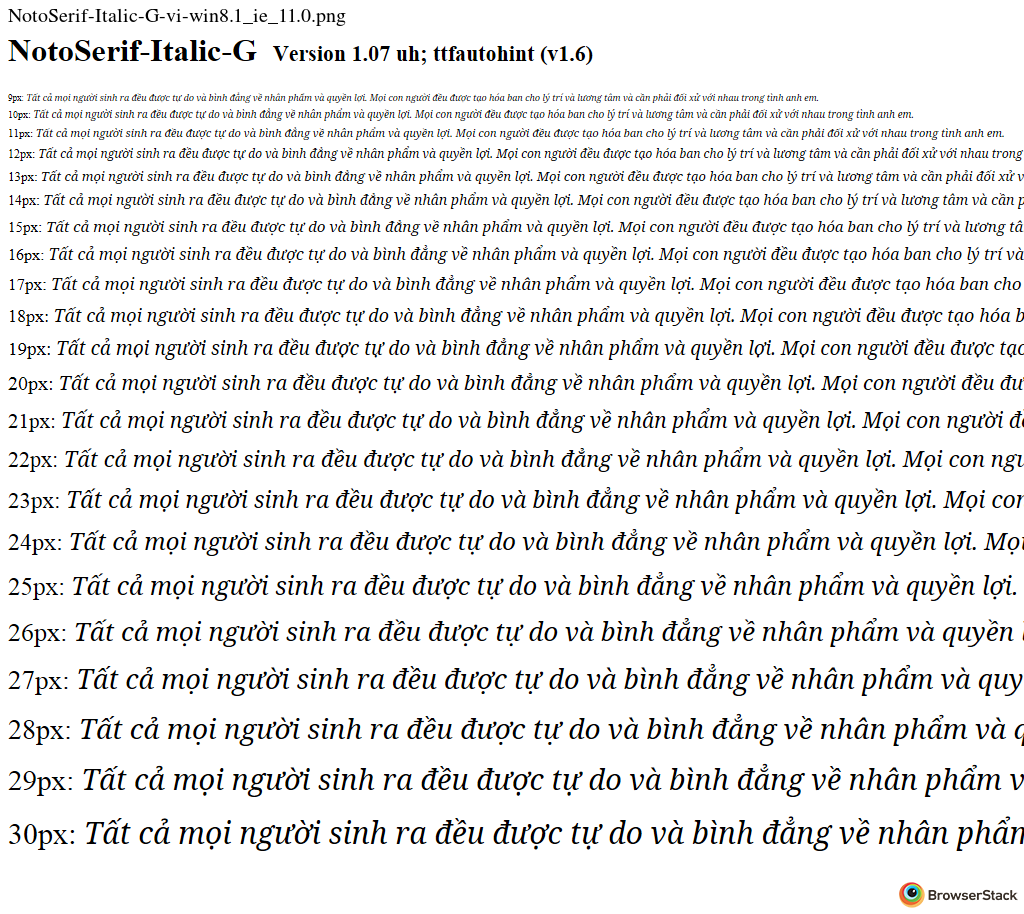 NotoSerif-Italic-G-vi-win8.1_ie_11.0.png
NotoSerif-Italic-G Version 1.07 uh; ttfautohint (v1.6)
9px: Tất cả mọi người sinh ra đều được tự do và bình đẳng về nhân phẩm và quyền lợi. Mọi con người đều được tạo hóa ban cho lý trí và lương tâm và cần phải đối xử với nhau trong tình anh em.
10px: Tất cả mọi người sinh ra đều được tự do và bình đẳng về nhân phẩm và quyền lợi. Mọi con người đều được tạo hóa ban cho lý trí và lương tâm và cần phải đối xử với nhau trong tình anh em.
11px: Tất cả mọi người sinh ra đều được tự do và bình đẳng về nhân phẩm và quyền lợi. Mọi con người đều được tạo hóa ban cho lý trí và lương tâm và cần phải đối xử với nhau trong tình anh em.
12px: Tất cả mọi người sinh ra đều được tự do và bình đẳng về nhân phẩm và quyền lợi. Mọi con người đều được tạo hóa ban cho lý trí và lương tâm và cần phải đối xử với nhau trong
13px: Tất cả mọi người sinh ra đều được tự do và bình đẳng về nhân phẩm và quyền lợi. Mọi con người đều được tạo hóa ban cho lý trí và lương tâm và cần phải đối xử v
14px: Tất cả mọi người sinh ra đều được tự do và bình đẳng về nhân phẩm và quyền lợi. Mọi con người đều được tạo hóa ban cho lý trí và lương tâm và cần p
15px: Tất cả mọi người sinh ra đều được tự do và bình đẳng về nhân phẩm và quyền lợi. Mọi con người đều được tạo hóa ban cho lý trí và lương tâ
16px: Tất cả mọi người sinh ra đều được tự do và bình đẳng về nhân phẩm và quyền lợi. Mọi con người đều được tạo hóa ban cho lý trí và
17px: Tất cả mọi người sinh ra đều được tự do và bình đẳng về nhân phẩm và quyền lợi. Mọi con người đều được tạo hóa ban cho
18px: Tất cả mọi người sinh ra đều được tự do và bình đẳng về nhân phẩm và quyền lợi. Mọi con người đều được tạo hóa b
19px: Tất cả mọi người sinh ra đều được tự do và bình đẳng về nhân phẩm và quyền lợi. Mọi con người đều được tạo
20px: Tất cả mọi người sinh ra đều được tự do và bình đẳng về nhân phẩm và quyền lợi. Mọi con người đều đư
21px: Tất cả mọi người sinh ra đều được tự do và bình đẳng về nhân phẩm và quyền lợi. Mọi con người đề
22px: Tất cả mọi người sinh ra đều được tự do và bình đẳng về nhân phẩm và quyền lợi. Mọi con ngư
23px: Tất cả mọi người sinh ra đều được tự do và bình đẳng về nhân phẩm và quyền lợi. Mọi con
24px: Tất cả mọi người sinh ra đều được tự do và bình đẳng về nhân phẩm và quyền lợi. Mọi
25px: Tất cả mọi người sinh ra đều được tự do và bình đẳng về nhân phẩm và quyền lợi.
26px: Tất cả mọi người sinh ra đều được tự do và bình đẳng về nhân phẩm và quyền
27px: Tất cả mọi người sinh ra đều được tự do và bình đẳng về nhân phẩm và quy
28px: Tất cả mọi người sinh ra đều được tự do và bình đẳng về nhân phẩm và q
29px: Tất cả mọi người sinh ra đều được tự do và bình đẳng về nhân phẩm v
30px: Tất cả mọi người sinh ra đều được tự do và bình đẳng về nhân phẩm
BrowserStack